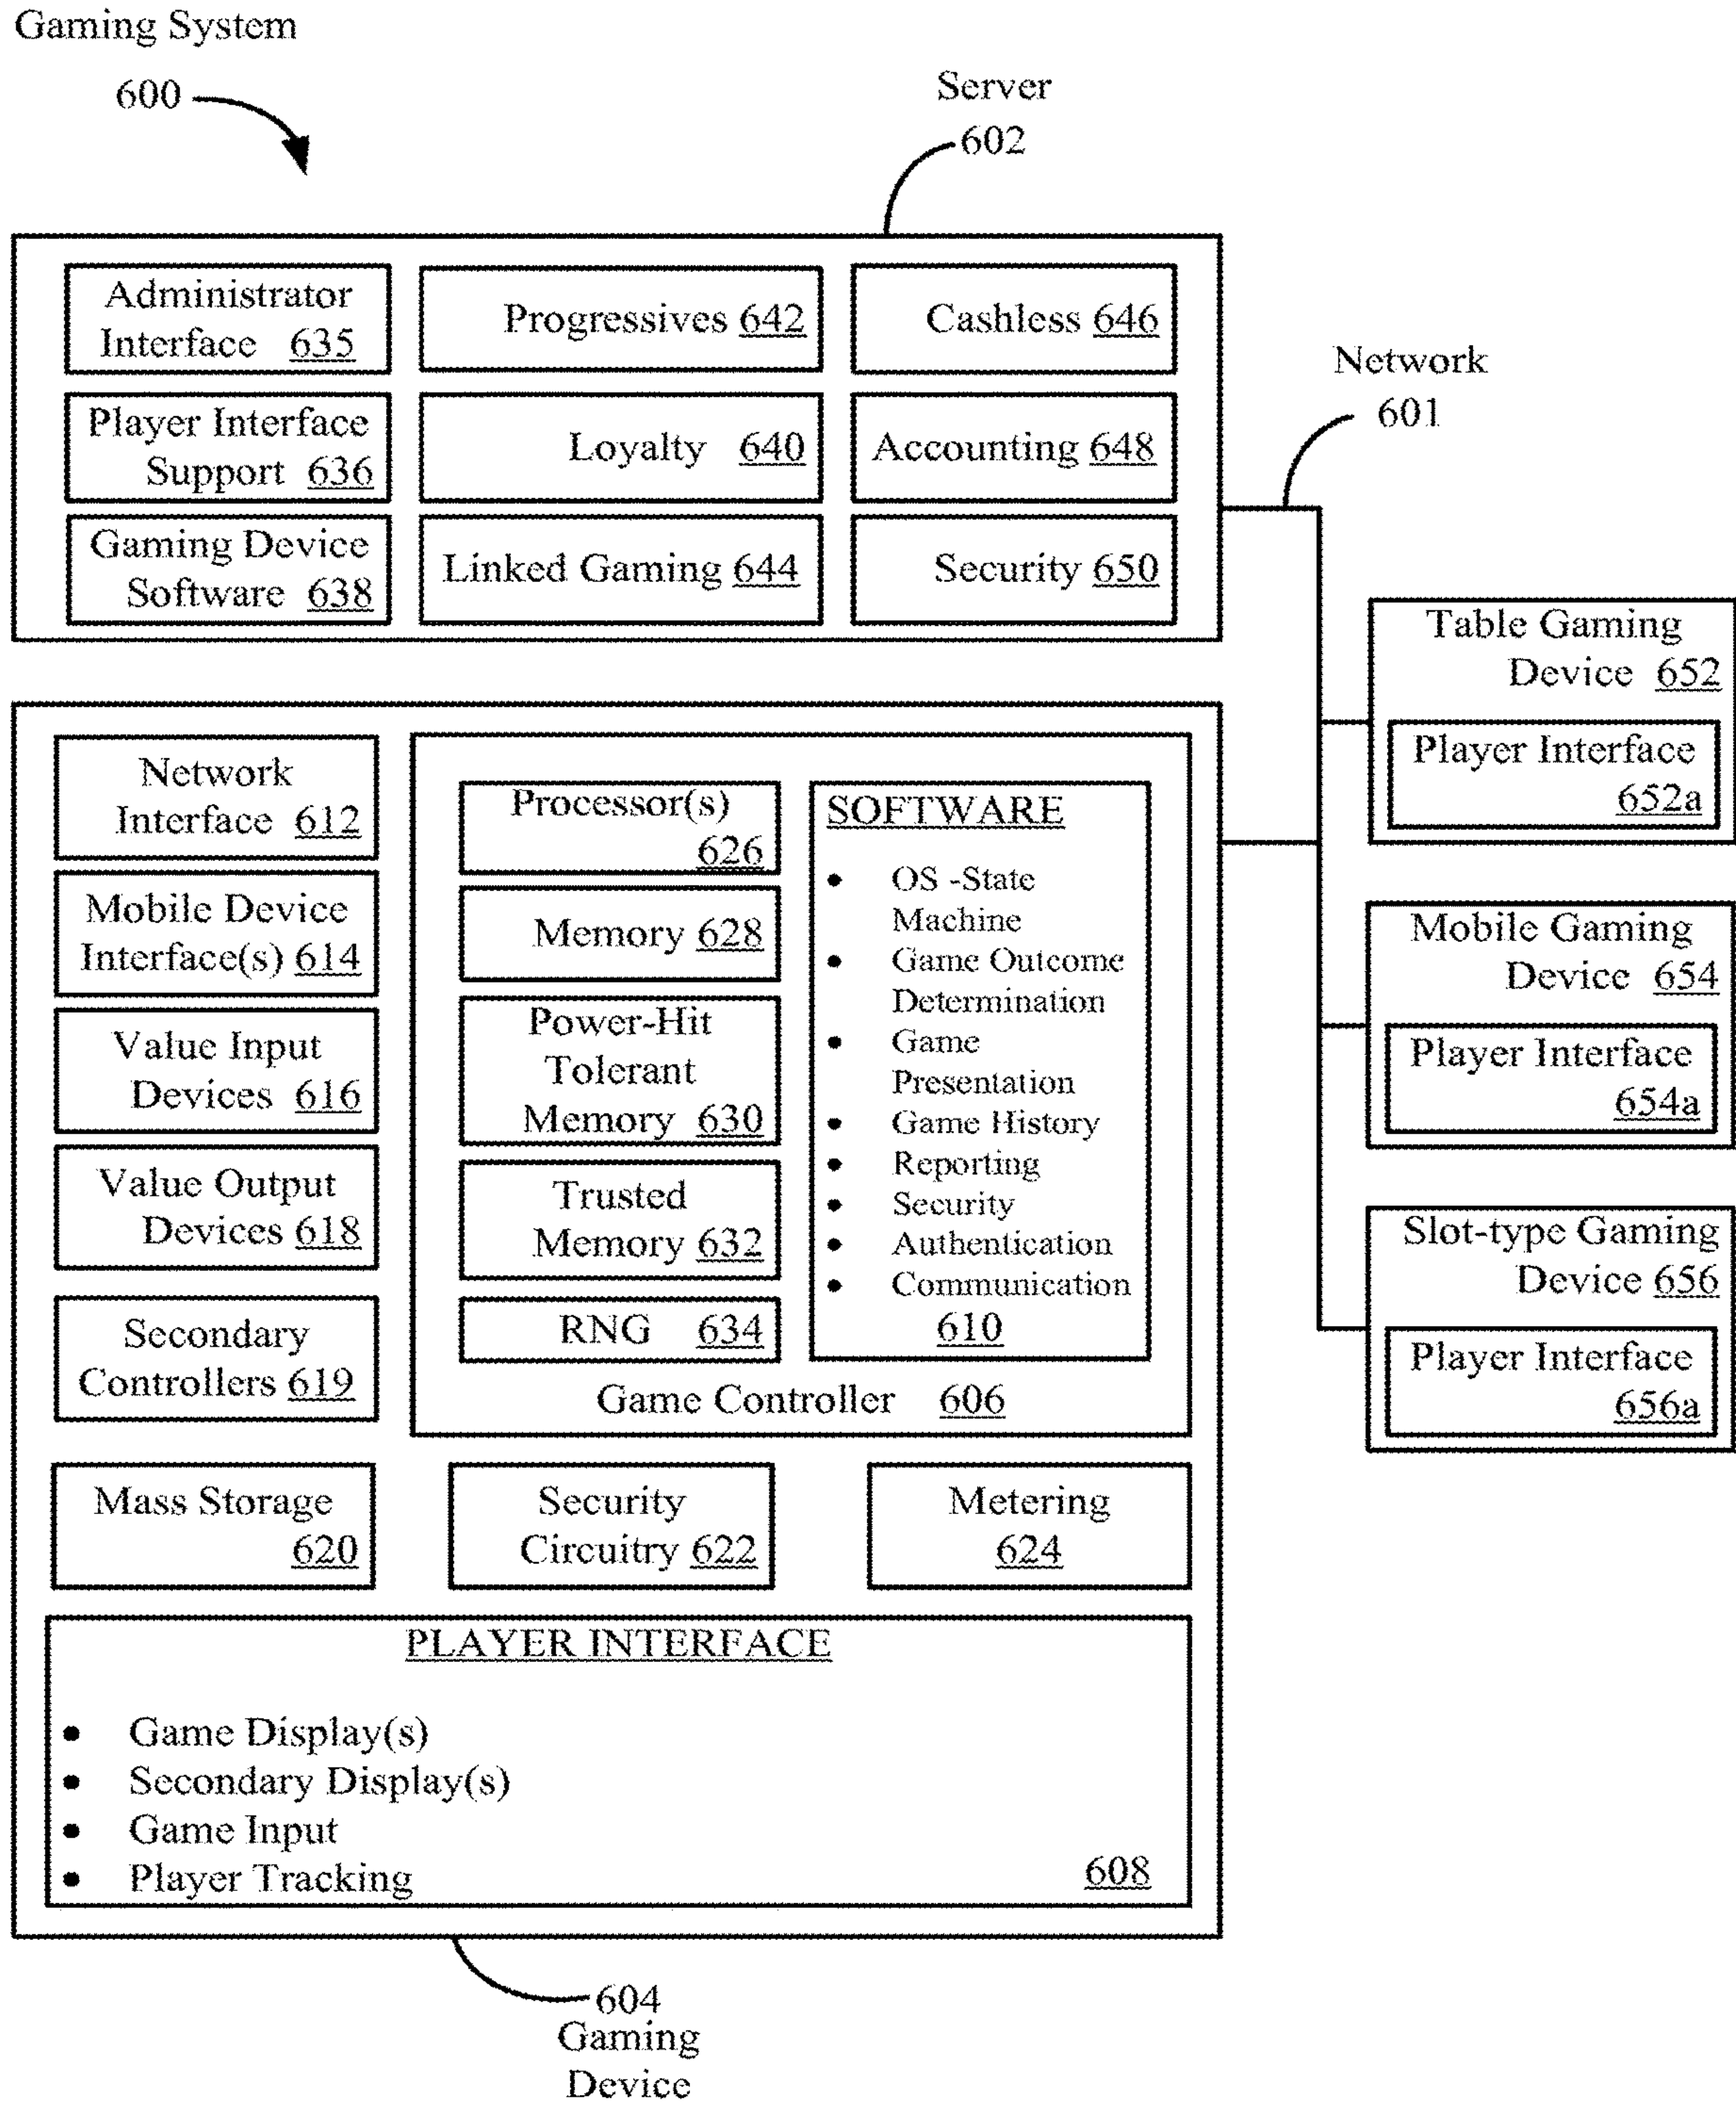 Gaming System
600
Server
602
Administrator
Interface 635
Progressives 642
Cashless 646
Player Interface
Support 636
Loyalty 640
Accounting 648
Gaming Device
Software 638
Linked Gaming 644
Security 650
Network
601
Network
Interface 612
Mobile Device
Interface(s) 614
Value Input
Devices 616
Value Output
Devices 618
Secondary
Controllers 619
Processor(s)
626
Memory 628
Power-Hit
Tolerant
Memory 630
Trusted
Memory 632
RNG 634
SOFTWARE
• OS -State
Machine
• Game Outcome
Determination
• Game
Presentation
• Game History
• Reporting
• Security
• Authentication
• Communication
610
Game Controller 606
Mass Storage
620
Security
Circuitry 622
Metering
624
PLAYER INTERFACE
• Game Display(s)
• Secondary Display(s)
• Game Input
• Player Tracking
608
604
Gaming
Device
Table Gaming
Device 652
Player Interface
652a
Mobile Gaming
Device 654
Player Interface
654a
Slot-type Gaming
Device 656
Player Interface
656a